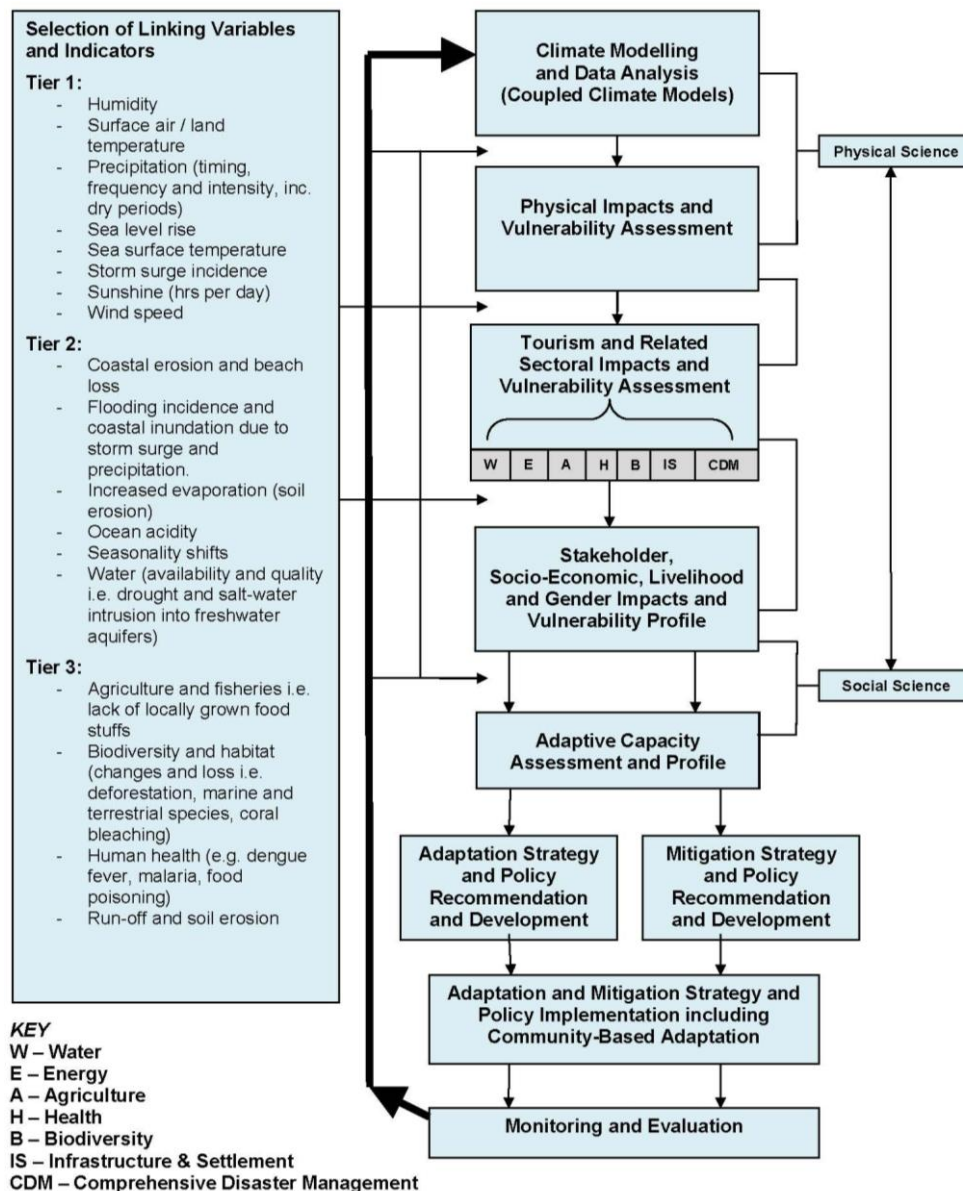 Selection of Linking Variables
and Indicators
Tier 1:
- Humidity
- Surface air / land
temperature
- Precipitation (timing,
frequency and intensity, inc.
dry periods)
- Sea level rise
- Sea surface temperature
- Storm surge incidence
- Sunshine (hrs per day)
- Wind speed
Tier 2:
- Coastal erosion and beach
loss
- Flooding incidence and
coastal inundation due to
storm surge and
precipitation.
- Increased evaporation (soil
erosion)
- Ocean acidity
- Seasonality shifts
- Water (availability and quality
i.e. drought and salt-water
intrusion into freshwater
aquifers)
Tier 3:
- Agriculture and fisheries i.e.
lack of locally grown food
stuffs
- Biodiversity and habitat
(changes and loss i.e.
deforestation, marine and
terrestrial species, coral
bleaching)
- Human health (e.g. dengue
fever, malaria, food
poisoning)
- Run-off and soil erosion
KEY
W – Water
E – Energy
A – Agriculture
H – Health
B – Biodiversity
IS – Infrastructure & Settlement
CDM – Comprehensive Disaster Management
Climate Modelling
and Data Analysis
(Coupled Climate Models)
Physical Impacts and
Vulnerability Assessment
Tourism and Related
Sectoral Impacts and
Vulnerability Assessment
W E A H B IS CDM
Stakeholder,
Socio-Economic, Livelihood
and Gender Impacts and
Vulnerability Profile
Adaptive Capacity
Assessment and Profile
Adaptation Strategy
and Policy
Recommendation
and Development
Mitigation Strategy
and Policy
Recommendation
and Development
Adaptation and Mitigation Strategy and
Policy Implementation including
Community-Based Adaptation
Monitoring and Evaluation
Physical Science
Social Science